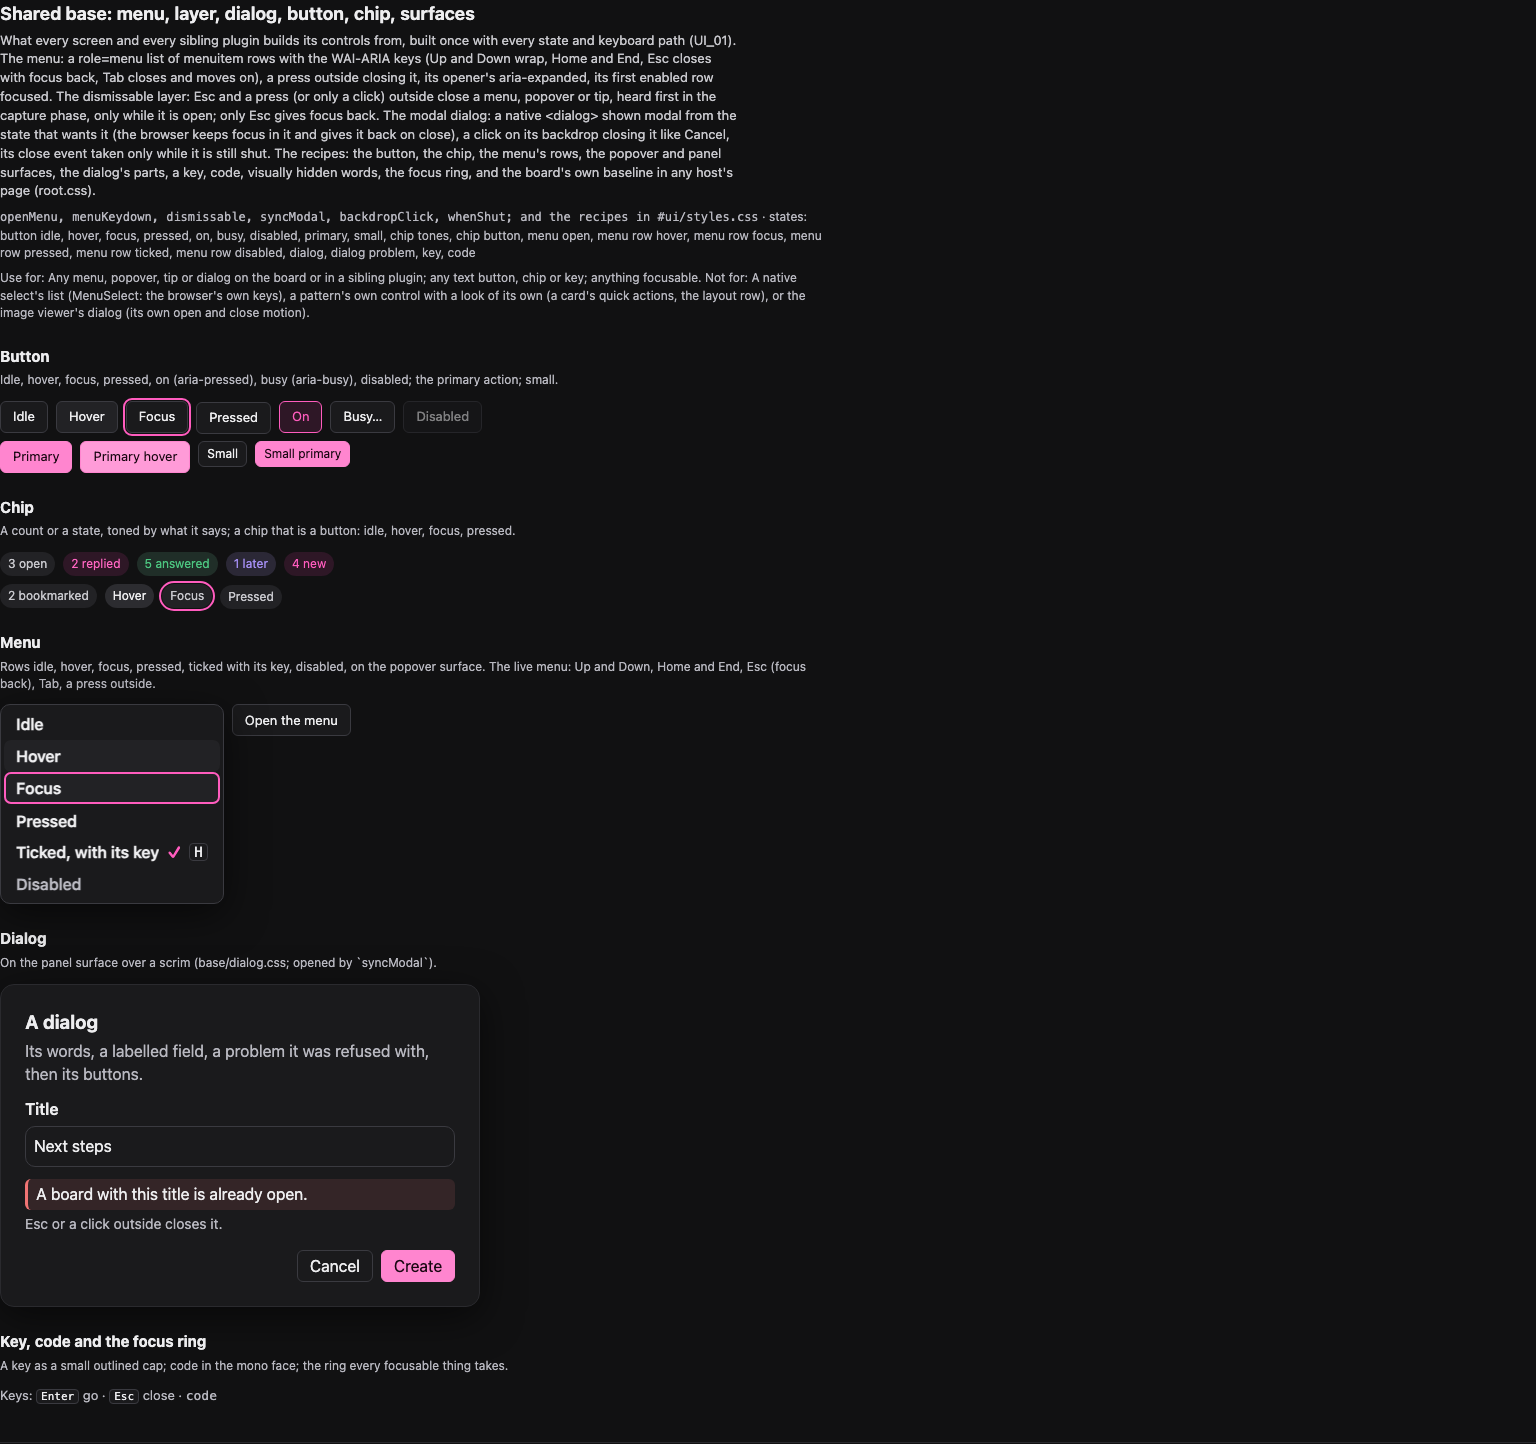 Shared base: menu, layer, dialog, button, chip, surfaces
What every screen and every sibling plugin builds its controls from, built once with every state and keyboard path (UI_01).
The menu: a role=menu list of menuitem rows with the WAI-ARIA keys (Up and Down wrap, Home and End, Esc closes
with focus back, Tab closes and moves on), a press outside closing it, its opener's aria-expanded, its first enabled row
focused. The dismissable layer: Esc and a press (or only a click) outside close a menu, popover or tip, heard first in the
capture phase, only while it is open; only Esc gives focus back. The modal dialog: a native <dialog> shown modal from the
state that wants it (the browser keeps focus in it and gives it back on close), a click on its backdrop closing it like Cancel,
its close event taken only while it is still shut. The recipes: the button, the chip, the menu's rows, the popover and panel
surfaces, the dialog's parts, a key, code, visually hidden words, the focus ring, and the board's own baseline in any host's
page (root.css).
openMenu, menuKeydown, dismissable, syncModal, backdropClick, whenShut; and the recipes in #ui/styles.css · states:
button idle, hover, focus, pressed, on, busy, disabled, primary, small, chip tones, chip button, menu open, menu row hover, menu row focus, menu
row pressed, menu row ticked, menu row disabled, dialog, dialog problem, key, code
Use for: Any menu, popover, tip or dialog on the board or in a sibling plugin; any text button, chip or key; anything focusable. Not for: A native
select's list (MenuSelect: the browser's own keys), a pattern's own control with a look of its own (a card's quick actions, the layout row), or the
image viewer's dialog (its own open and close motion).
Button
Idle, hover, focus, pressed, on (aria-pressed), busy (aria-busy), disabled; the primary action; small.
Idle Hover Focus Pressed On Busy... Disabled
Primary Primary hover Small Small primary
Chip
A count or a state, toned by what it says; a chip that is a button: idle, hover, focus, pressed.
3 open 2 replied 5 answered 1 later 4 new
2 bookmarked Hover Focus Pressed
Menu
Rows idle, hover, focus, pressed, ticked with its key, disabled, on the popover surface. The live menu: Up and Down, Home and End, Esc (focus
back), Tab, a press outside.
Idle
Open the menu
Hover
Focus
Pressed
Ticked, with its key ✓ H
Disabled
Dialog
On the panel surface over a scrim (base/dialog.css; opened by `syncModal`).
A dialog
Its words, a labelled field, a problem it was refused with,
then its buttons.
Title
Next steps
A board with this title is already open.
Esc or a click outside closes it.
Cancel Create
Key, code and the focus ring
A key as a small outlined cap; code in the mono face; the ring every focusable thing takes.
Keys: Enter go · Esc close · code